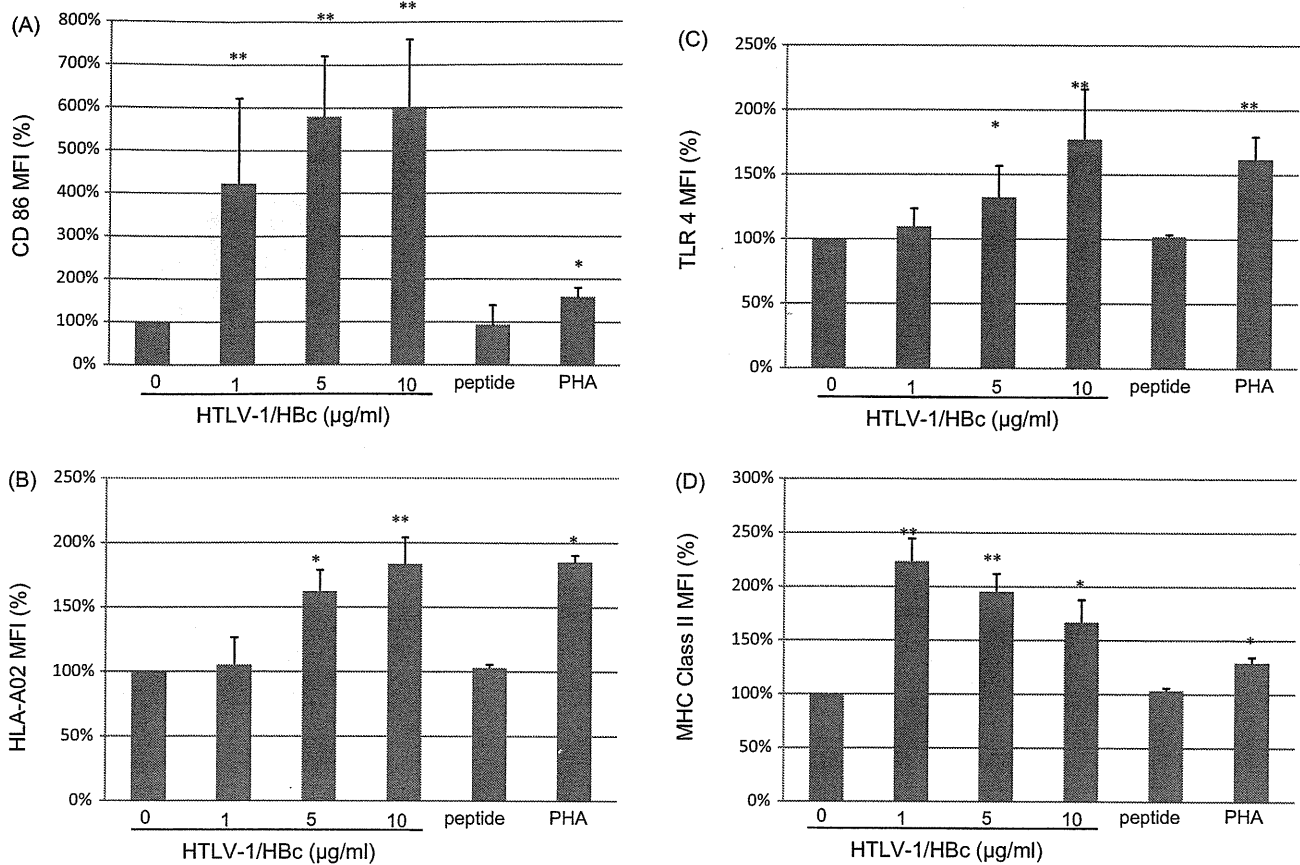 (A)
CD 86 MFI (%)
800%
700%
600%
500%
400%
300%
200%
100%
0%
**
**
**
*
0 1 5 10 peptide PHA
HTLV-1/HBc (µg/ml)
(B)
HLA-A02 MFI (%)
250%
200%
150%
100%
50%
0%
*
**
*
0 1 5 10 peptide PHA
HTLV-1/HBc (µg/ml)
(C)
TLR 4 MFI (%)
250%
200%
150%
100%
50%
0%
*
**
**
0 1 5 10 peptide PHA
HTLV-1/HBc (µg/ml)
(D)
MHC Class II MFI (%)
300%
250%
200%
150%
100%
50%
0%
**
**
*
*
0 1 5 10 peptide PHA
HTLV-1/HBc (µg/ml)